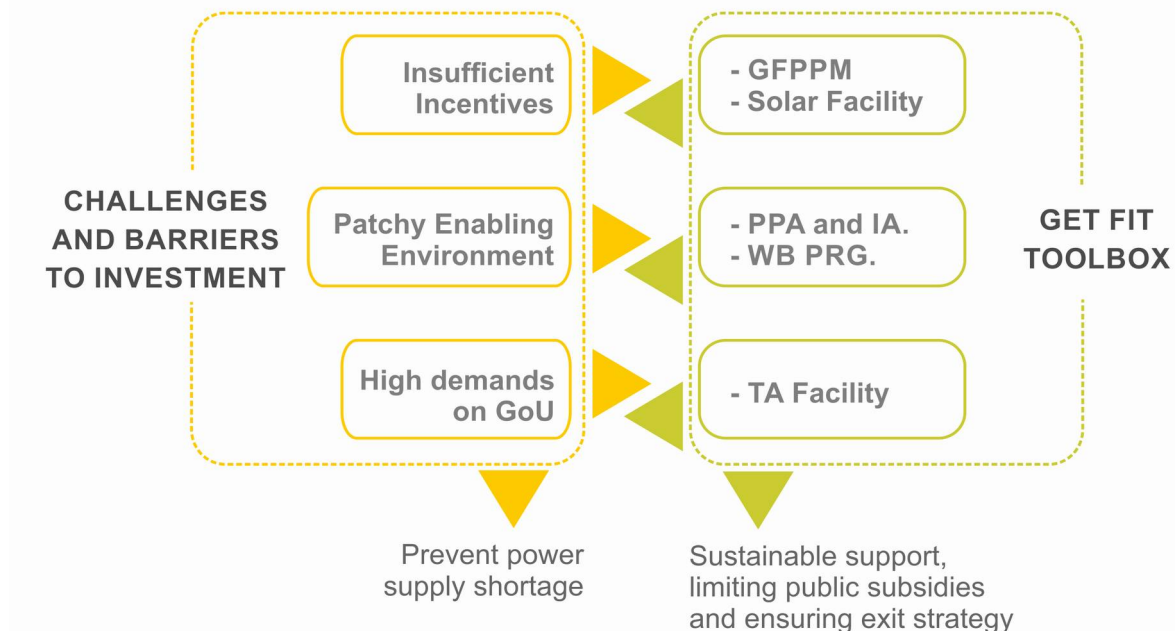 CHALLENGES
AND BARRIERS
TO INVESTMENT
Insufficient
Incentives
- GFPPM
- Solar Facility
Patchy Enabling
Environment
- PPA and IA.
- WB PRG.
High demands
on GoU
- TA Facility
GET FIT
TOOLBOX
Prevent power
supply shortage
Sustainable support,
limiting public subsidies
and ensuring exit strategy